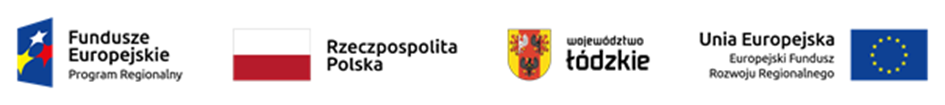 Fundusze
Europejskie
Program Regionalny
Rzeczpospolita
Polska
województwo
łódzkie
Unia Europejska
Europejski Fundusz
Rozwoju Regionalnego